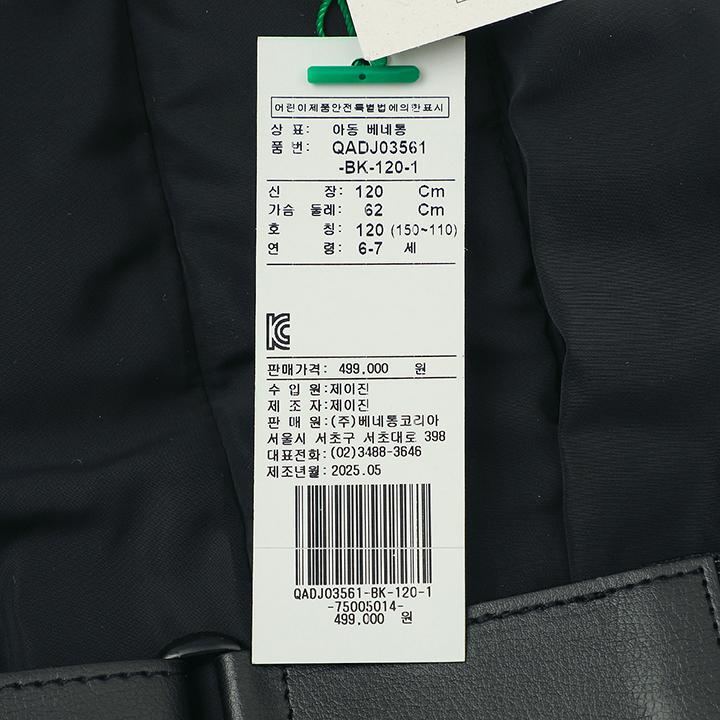 어린이제품안전특별법에의한표시
상 표: 아동 베네통
품 번: QADJ03561
-BK-120-1
신 장: 120 Cm
가슴 둘레: 62 Cm
호 칭: 120 (150~110)
연 령: 6-7 세
KC
판매가격: 499,000 원
수 입 원:제이진
제 조 자:제이진
판 매 원:(주)베네통코리아
서울시 서초구 서초대로 398
대표전화:(02)3488-3646
제조년월:2025.05
QADJ03561-BK-120-1
-75005014-
499,000 원